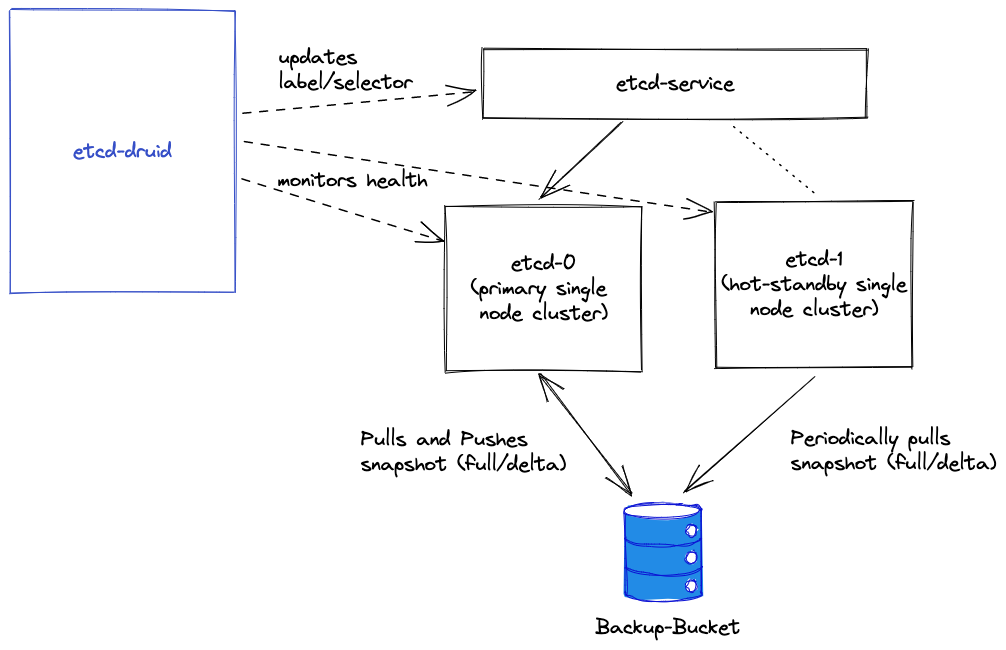 updates
label/selector
etcd-service
etcd-druid
monitors health
etcd-0
(primary single
node cluster)
etcd-1
(hot-standby single
node cluster)
Pulls and Pushes
snapshot (full/delta)
Periodically pulls
snapshot (full/delta)
Backup-Bucket